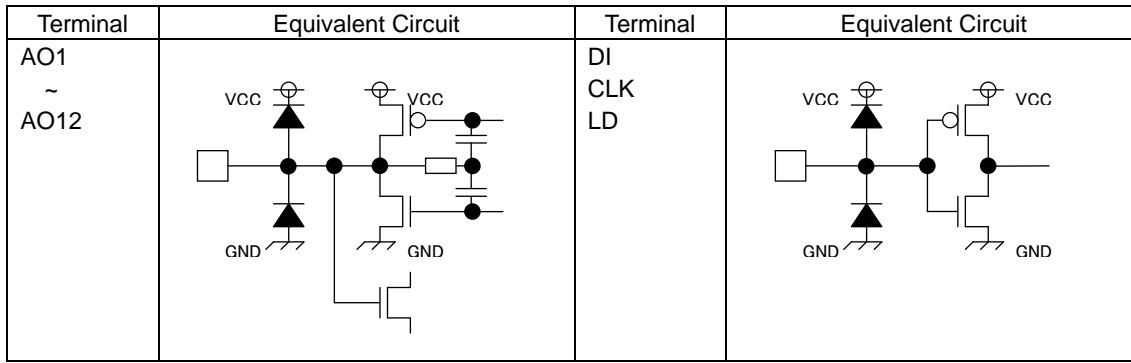 Terminal Equivalent Circuit Terminal Equivalent Circuit
AO1
~
AO12
VCC VCC
GND GND
DI
CLK
LD
VCC VCC
GND GND